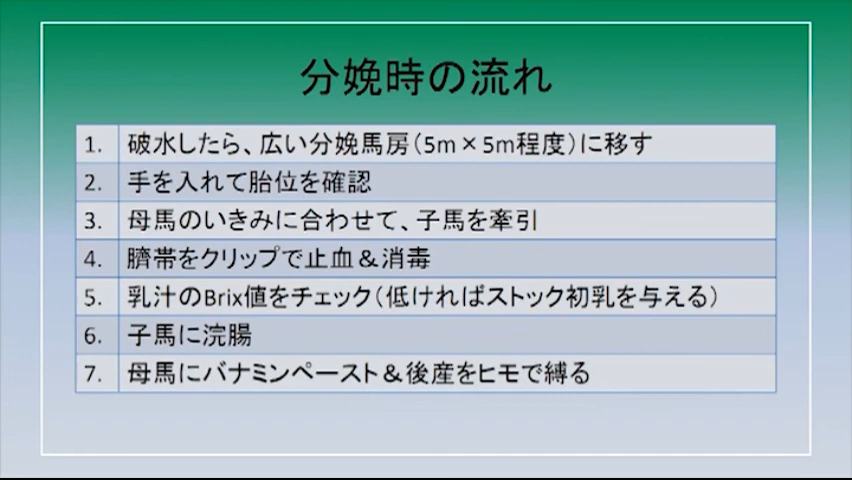 分娩時の流れ
1. 破水したら、広い分娩馬房（5m×5m程度）に移す
2. 手を入れて胎位を確認
3. 母馬のいきみに合わせて、子馬を牽引
4. 臍帯をクリップで止血＆消毒
5. 乳汁のBrix値をチェック（低ければストック初乳を与える）
6. 子馬に浣腸
7. 母馬にバナミンペースト＆後産をヒモで縛る